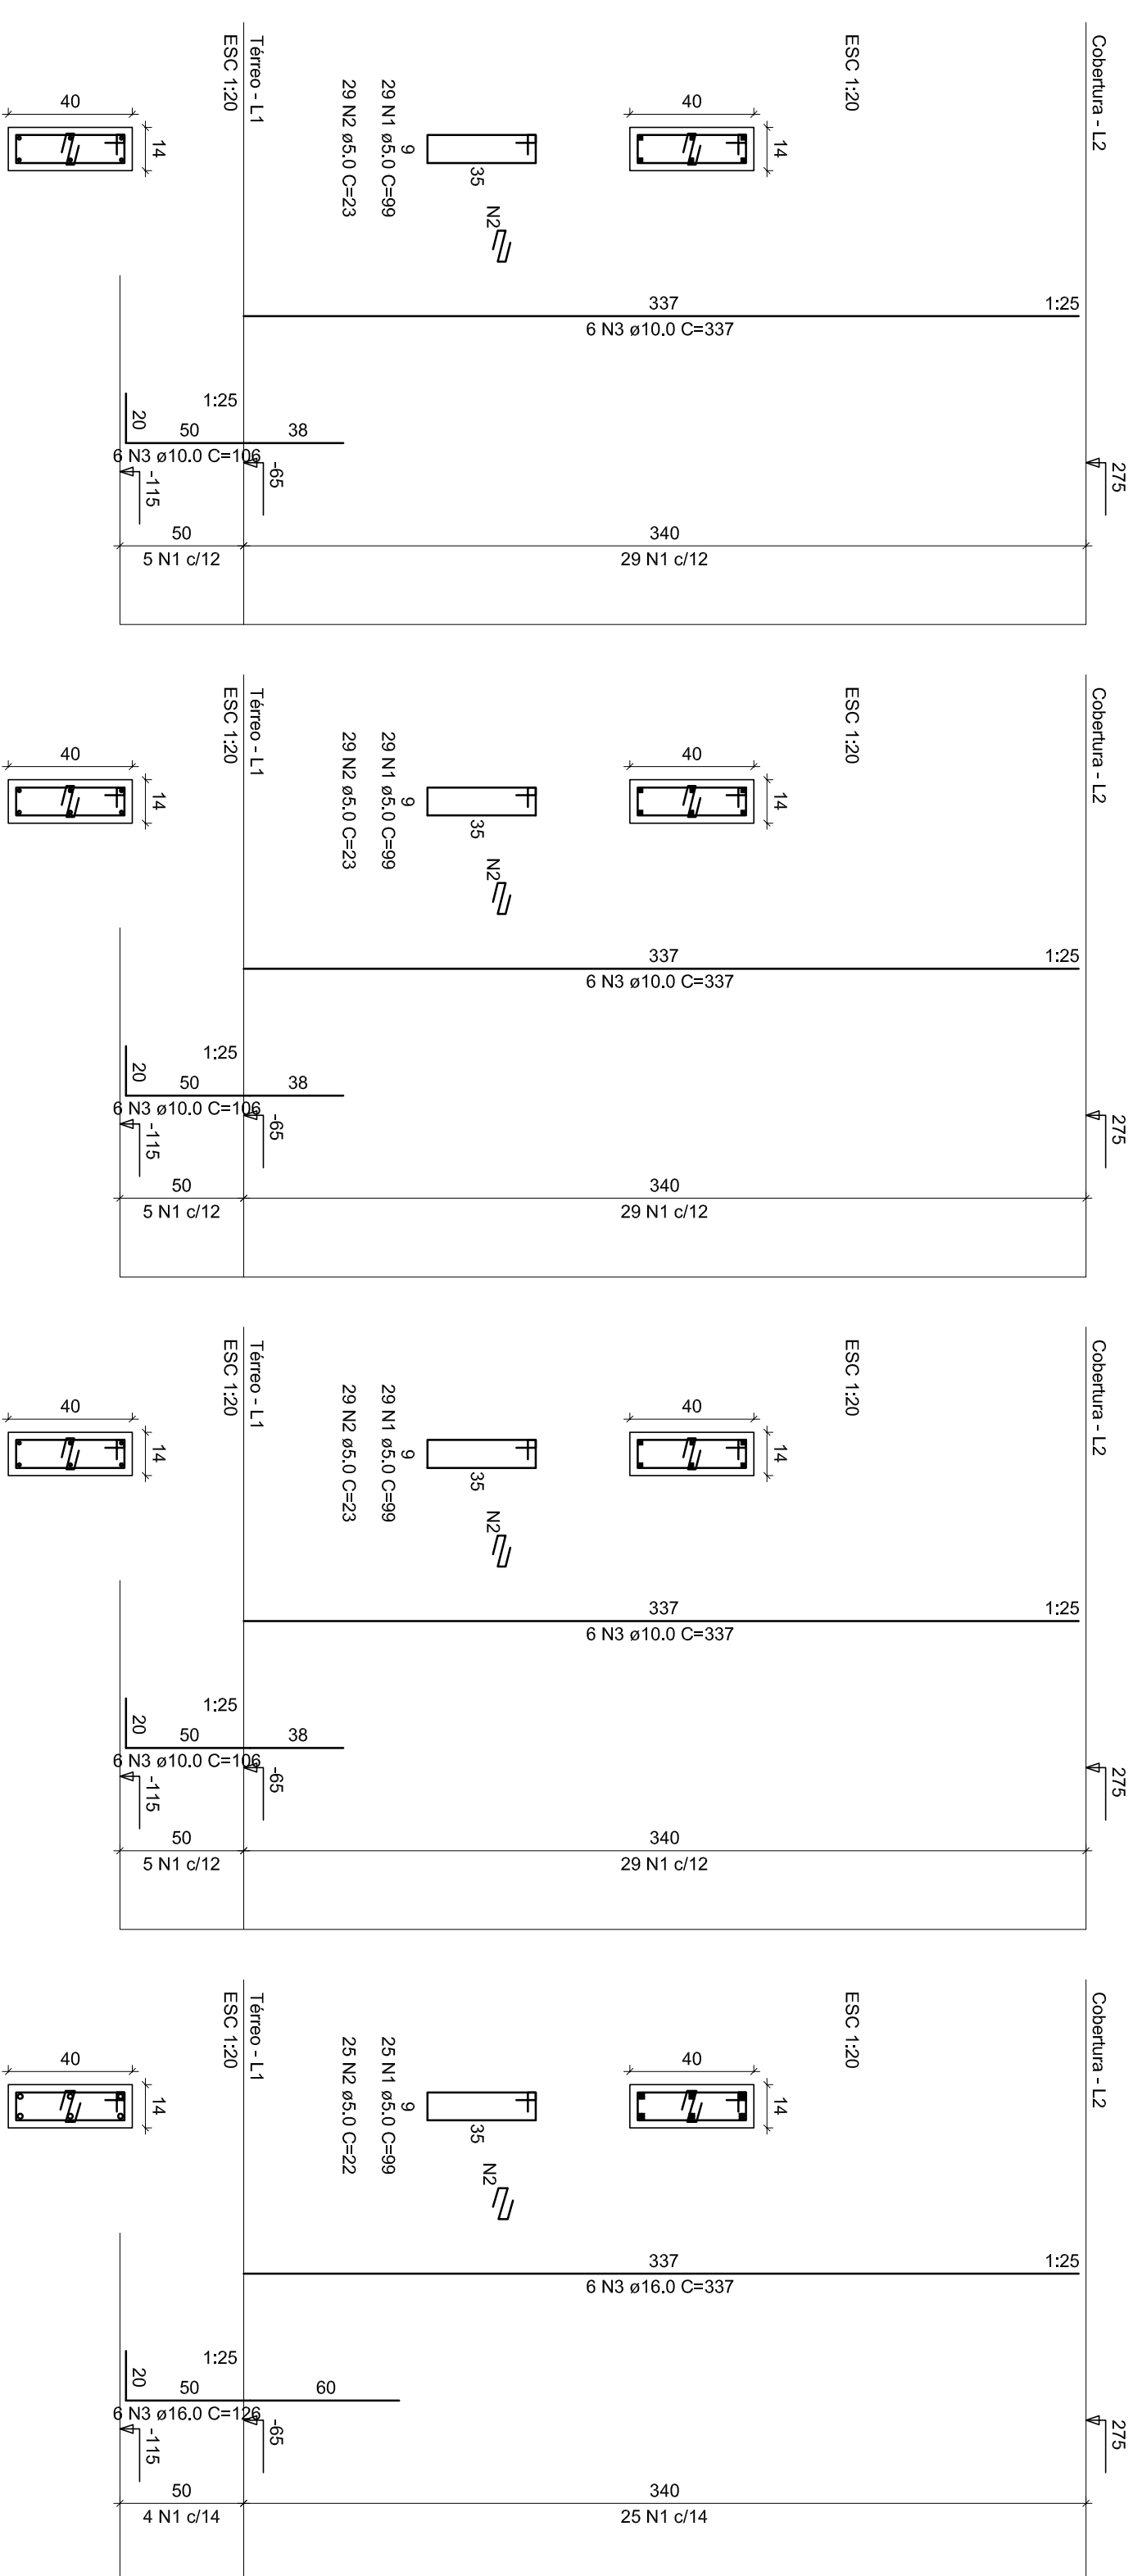 Cobertura - L2
ESC 1:20
40
14
9
35
N2
29 N1 ø5.0 C=99
29 N2 ø5.0 C=23
Térreo - L1
ESC 1:20
40
14
337
1:25
6 N3 ø10.0 C=337
1:25
20
50
38
6 N3 ø10.0 C=106
-115
-65
275
50
340
5 N1 c/12
29 N1 c/12
Cobertura - L2
ESC 1:20
40
14
9
35
N2
29 N1 ø5.0 C=99
29 N2 ø5.0 C=23
Térreo - L1
ESC 1:20
40
14
337
1:25
6 N3 ø10.0 C=337
1:25
20
50
38
6 N3 ø10.0 C=106
-115
-65
275
50
340
5 N1 c/12
29 N1 c/12
Cobertura - L2
ESC 1:20
40
14
9
35
N2
29 N1 ø5.0 C=99
29 N2 ø5.0 C=23
Térreo - L1
ESC 1:20
40
14
337
1:25
6 N3 ø10.0 C=337
1:25
20
50
38
6 N3 ø10.0 C=106
-115
-65
275
50
340
5 N1 c/12
29 N1 c/12
Cobertura - L2
ESC 1:20
40
14
9
35
N2
25 N1 ø5.0 C=99
25 N2 ø5.0 C=22
Térreo - L1
ESC 1:20
40
14
337
1:25
6 N3 ø16.0 C=337
1:25
20
50
60
6 N3 ø16.0 C=126
-115
-65
275
50
340
4 N1 c/14
25 N1 c/14